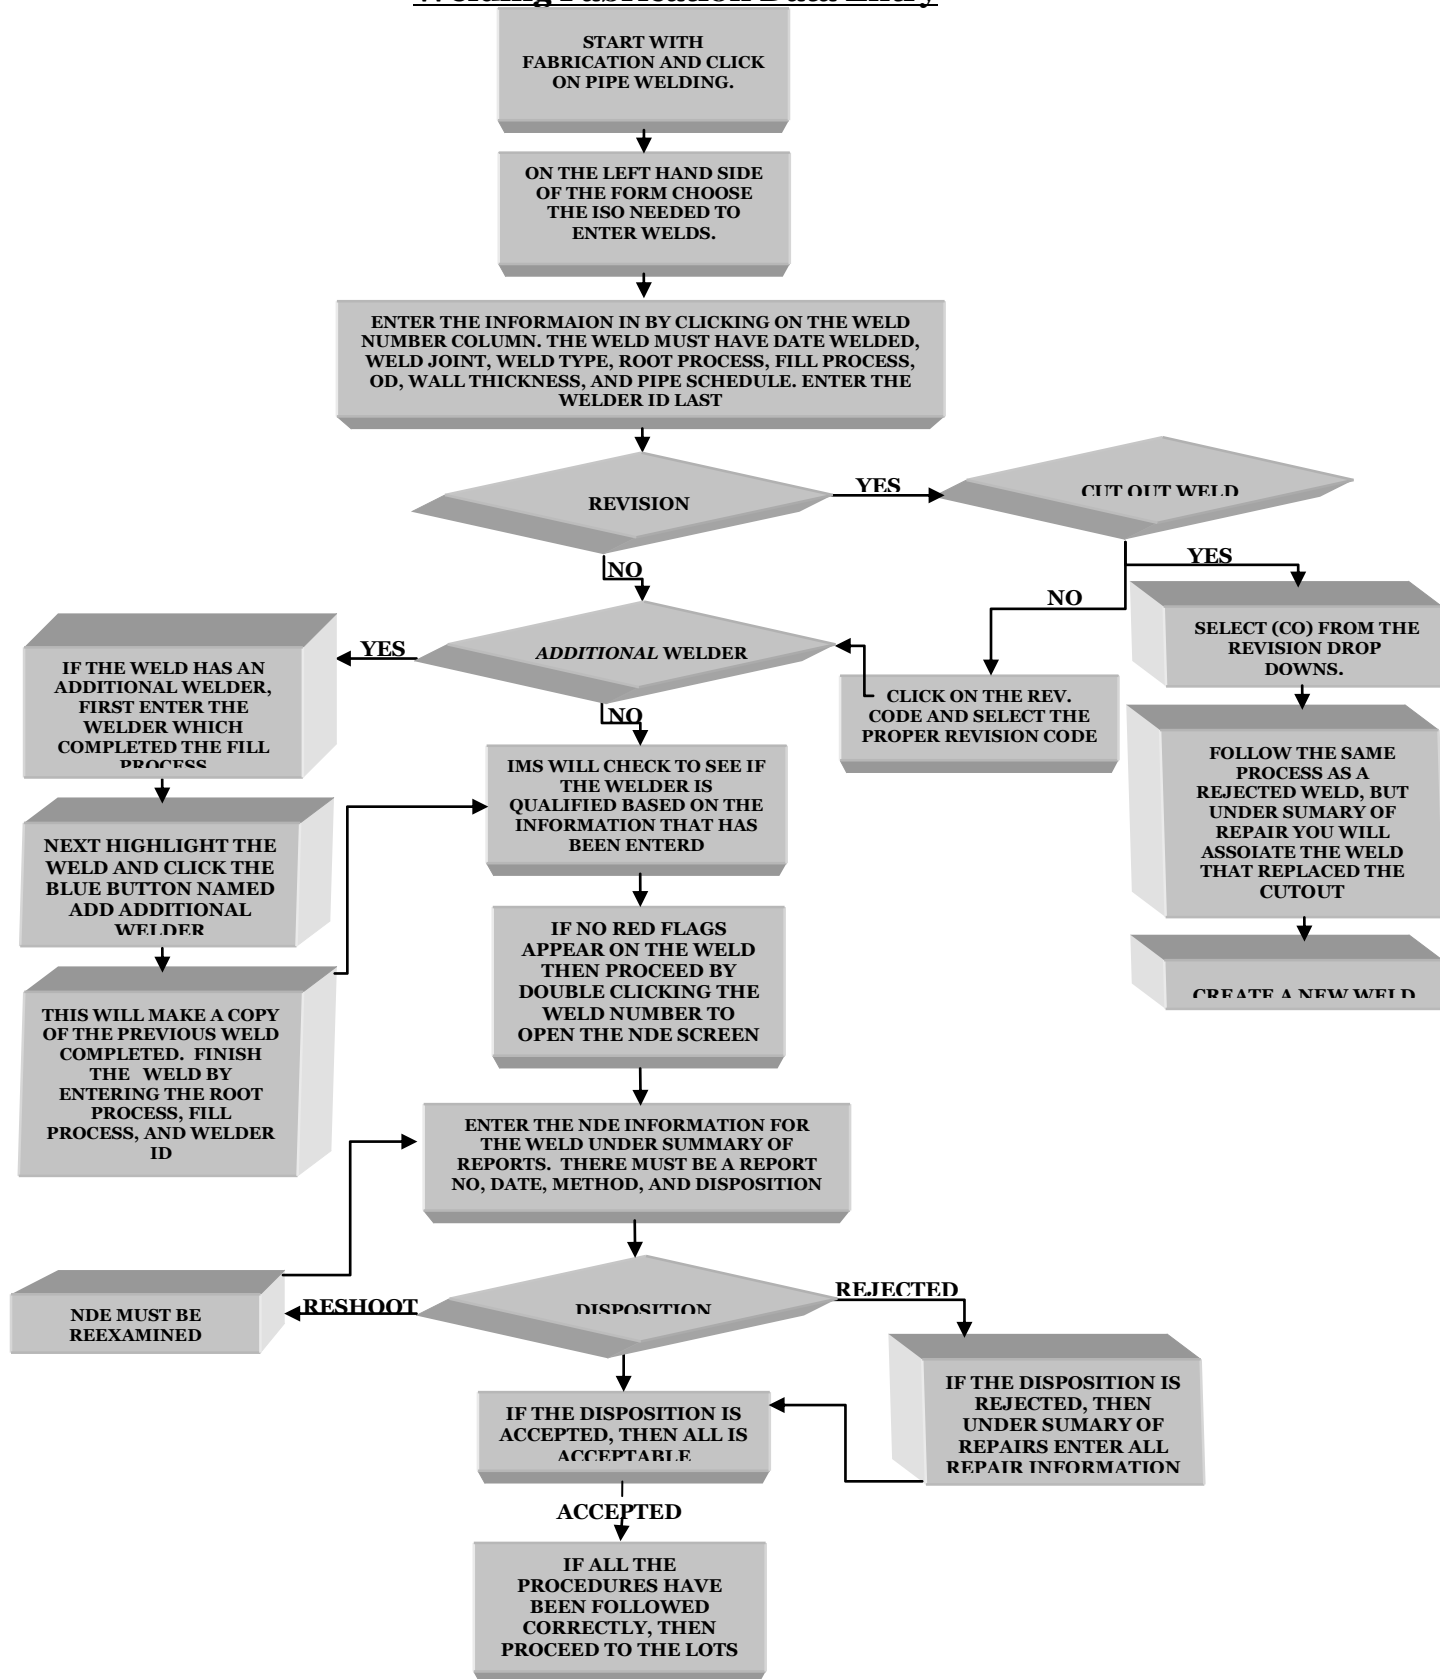 Welding Fabrication Data Entry
START WITH
FABRICATION AND CLICK
ON PIPE WELDING.
ON THE LEFT HAND SIDE
OF THE FORM CHOOSE
THE ISO NEEDED TO
ENTER WELDS.
ENTER THE INFORMAION IN BY CLICKING ON THE WELD
NUMBER COLUMN. THE WELD MUST HAVE DATE WELDED,
WELD JOINT, WELD TYPE, ROOT PROCESS, FILL PROCESS,
OD, WALL THICKNESS, AND PIPE SCHEDULE. ENTER THE
WELDER ID LAST
REVISION
YES
CUT OUT WELD
NO
YES
NO
SELECT (CO) FROM THE
REVISION DROP
DOWNS.
ADDITIONAL WELDER
YES
NO
CLICK ON THE REV.
CODE AND SELECT THE
PROPER REVISION CODE
IF THE WELD HAS AN
ADDITIONAL WELDER,
FIRST ENTER THE
WELDER WHICH
COMPLETED THE FILL
PROCESS
FOLLOW THE SAME
PROCESS AS A
REJECTED WELD, BUT
UNDER SUMARY OF
REPAIR YOU WILL
ASSOIATE THE WELD
THAT REPLACED THE
CUTOUT
IMS WILL CHECK TO SEE IF
THE WELDER IS
QUALIFIED BASED ON THE
INFORMATION THAT HAS
BEEN ENTERD
NEXT HIGHLIGHT THE
WELD AND CLICK THE
BLUE BUTTON NAMED
ADD ADDITIONAL
WELDER
IF NO RED FLAGS
APPEAR ON THE WELD
THEN PROCEED BY
DOUBLE CLICKING THE
WELD NUMBER TO
OPEN THE NDE SCREEN
CREATE A NEW WELD
THIS WILL MAKE A COPY
OF THE PREVIOUS WELD
COMPLETED. FINISH
THE WELD BY
ENTERING THE ROOT
PROCESS, FILL
PROCESS, AND WELDER
ID
ENTER THE NDE INFORMATION FOR
THE WELD UNDER SUMMARY OF
REPORTS. THERE MUST BE A REPORT
NO, DATE, METHOD, AND DISPOSITION
DISPOSITION
RESHOOT
REJECTED
NDE MUST BE
REEXAMINED
IF THE DISPOSITION IS
REJECTED, THEN
UNDER SUMARY OF
REPAIRS ENTER ALL
REPAIR INFORMATION
IF THE DISPOSITION IS
ACCEPTED, THEN ALL IS
ACCEPTABLE
ACCEPTED
IF ALL THE
PROCEDURES HAVE
BEEN FOLLOWED
CORRECTLY, THEN
PROCEED TO THE LOTS